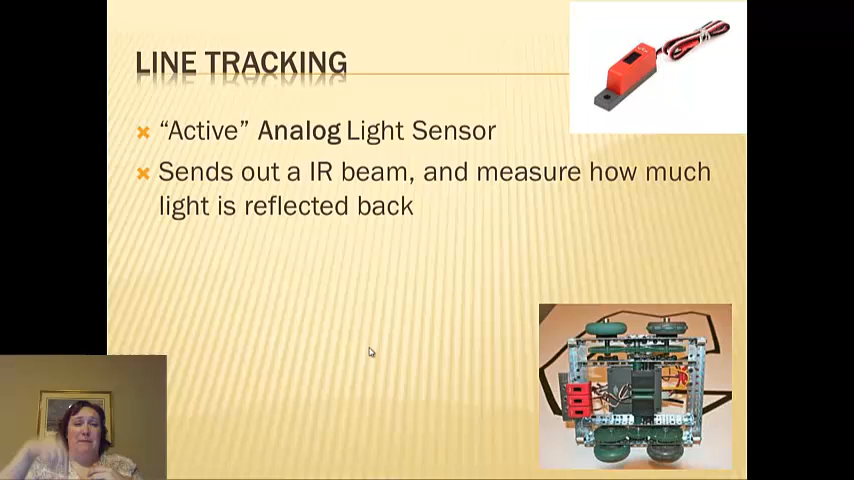 LINE TRACKING
"Active" Analog Light Sensor
Sends out a IR beam, and measure how much
light is reflected back